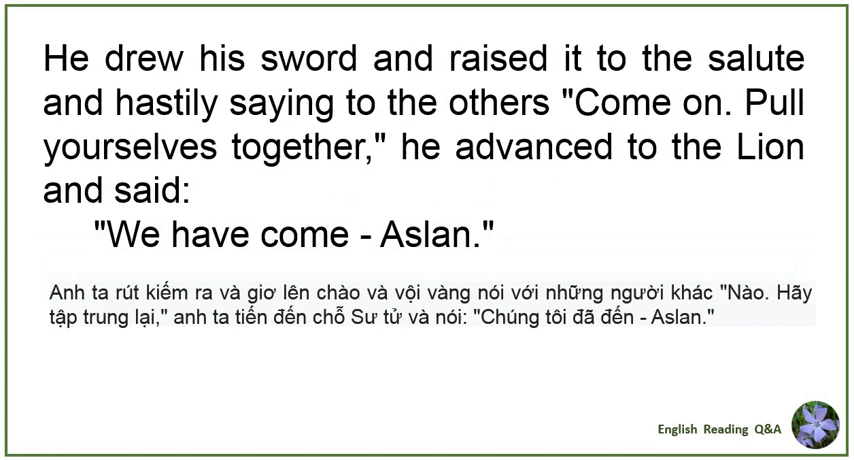 He drew his sword and raised it to the salute
and hastily saying to the others "Come on. Pull
yourselves together," he advanced to the Lion
and said:
"We have come - Aslan."
Anh ta rút kiếm ra và giơ lên chào và vội vàng nói với những người khác "Nào. Hãy
tập trung lại," anh ta tiến đến chỗ Sư tử và nói: "Chúng tôi đã đến - Aslan."
English Reading Q&A